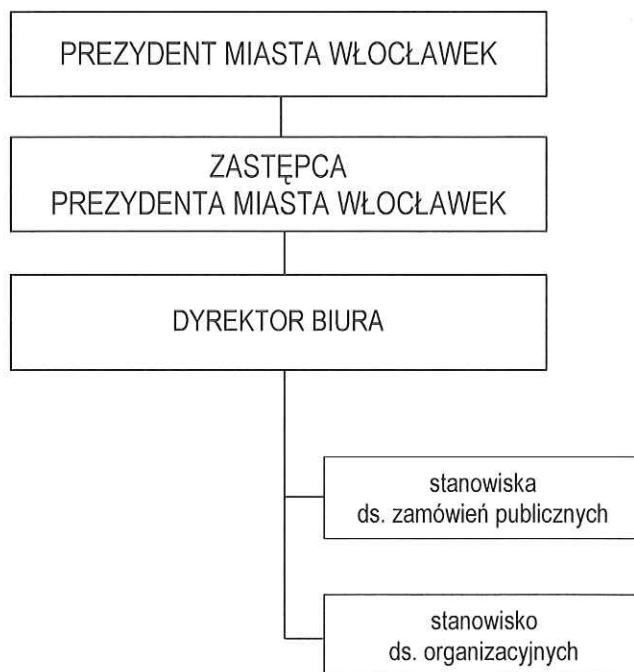 PREZYDENT MIASTA WŁOCŁAWEK
ZASTĘPCA
PREZYDENTA MIASTA WŁOCŁAWEK
DYREKTOR BIURA
stanowiska
ds. zamówień publicznych
stanowisko
ds. organizacyjnych